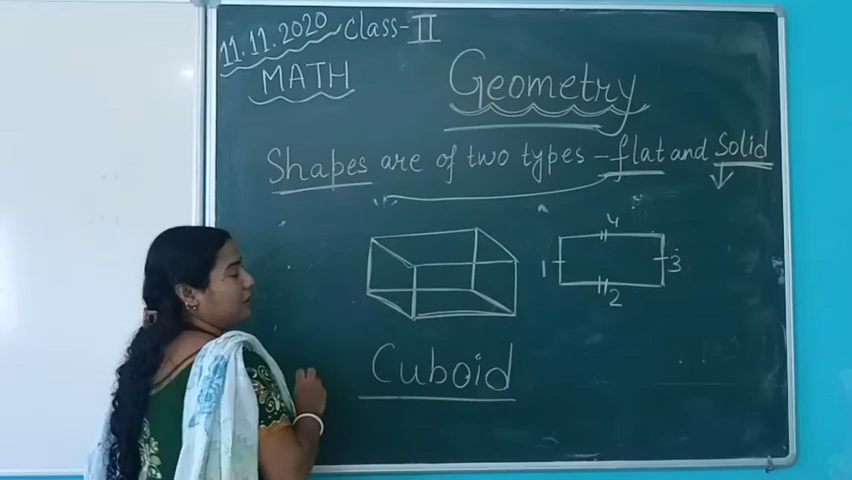 11.11.2020 Class-II
MATH
Geometry
Shapes are of two types - flat and Solid
4
1
3
2
Cuboid